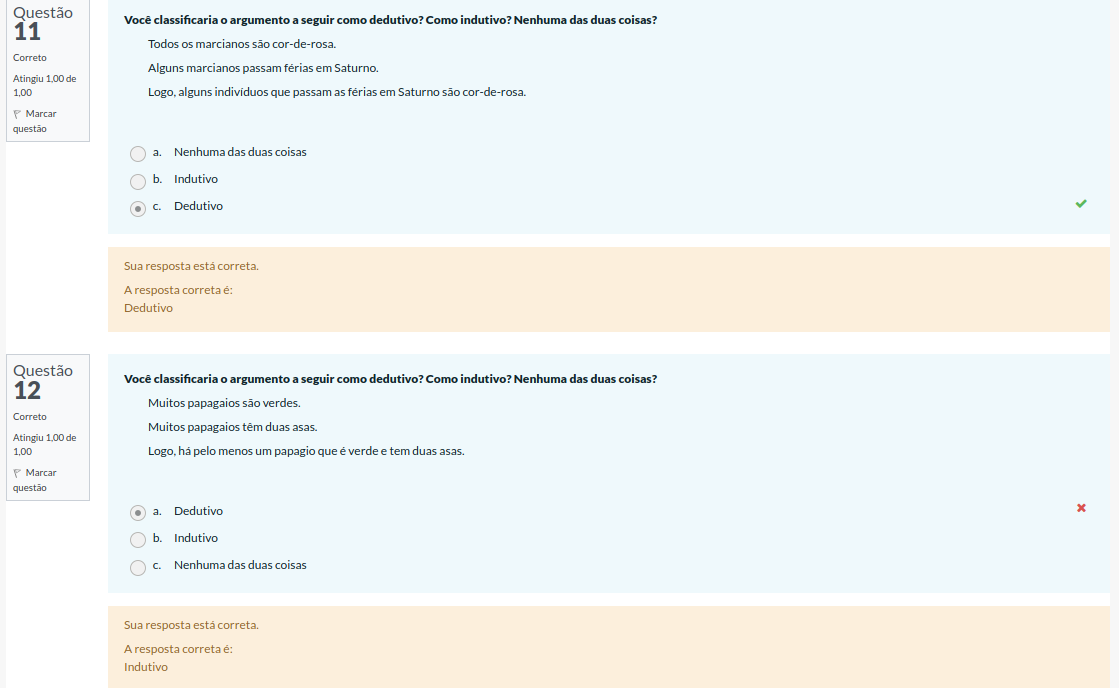 Questão
11
Correto
Atingiu 1,00 de
1,00
Marcar
questão
Você classificaria o argumento a seguir como dedutivo? Como indutivo? Nenhuma das duas coisas?
Todos os marcianos são cor-de-rosa.
Alguns marcianos passam férias em Saturno.
Logo, alguns indivíduos que passam as férias em Saturno são cor-de-rosa.
a. Nenhuma das duas coisas
b. Indutivo
c. Dedutivo
Sua resposta está correta.
A resposta correta é:
Dedutivo
Questão
12
Correto
Atingiu 1,00 de
1,00
Marcar
questão
Você classificaria o argumento a seguir como dedutivo? Como indutivo? Nenhuma das duas coisas?
Muitos papagaios são verdes.
Muitos papagaios têm duas asas.
Logo, há pelo menos um papagio que é verde e tem duas asas.
a. Dedutivo
b. Indutivo
c. Nenhuma das duas coisas
Sua resposta está correta.
A resposta correta é:
Indutivo